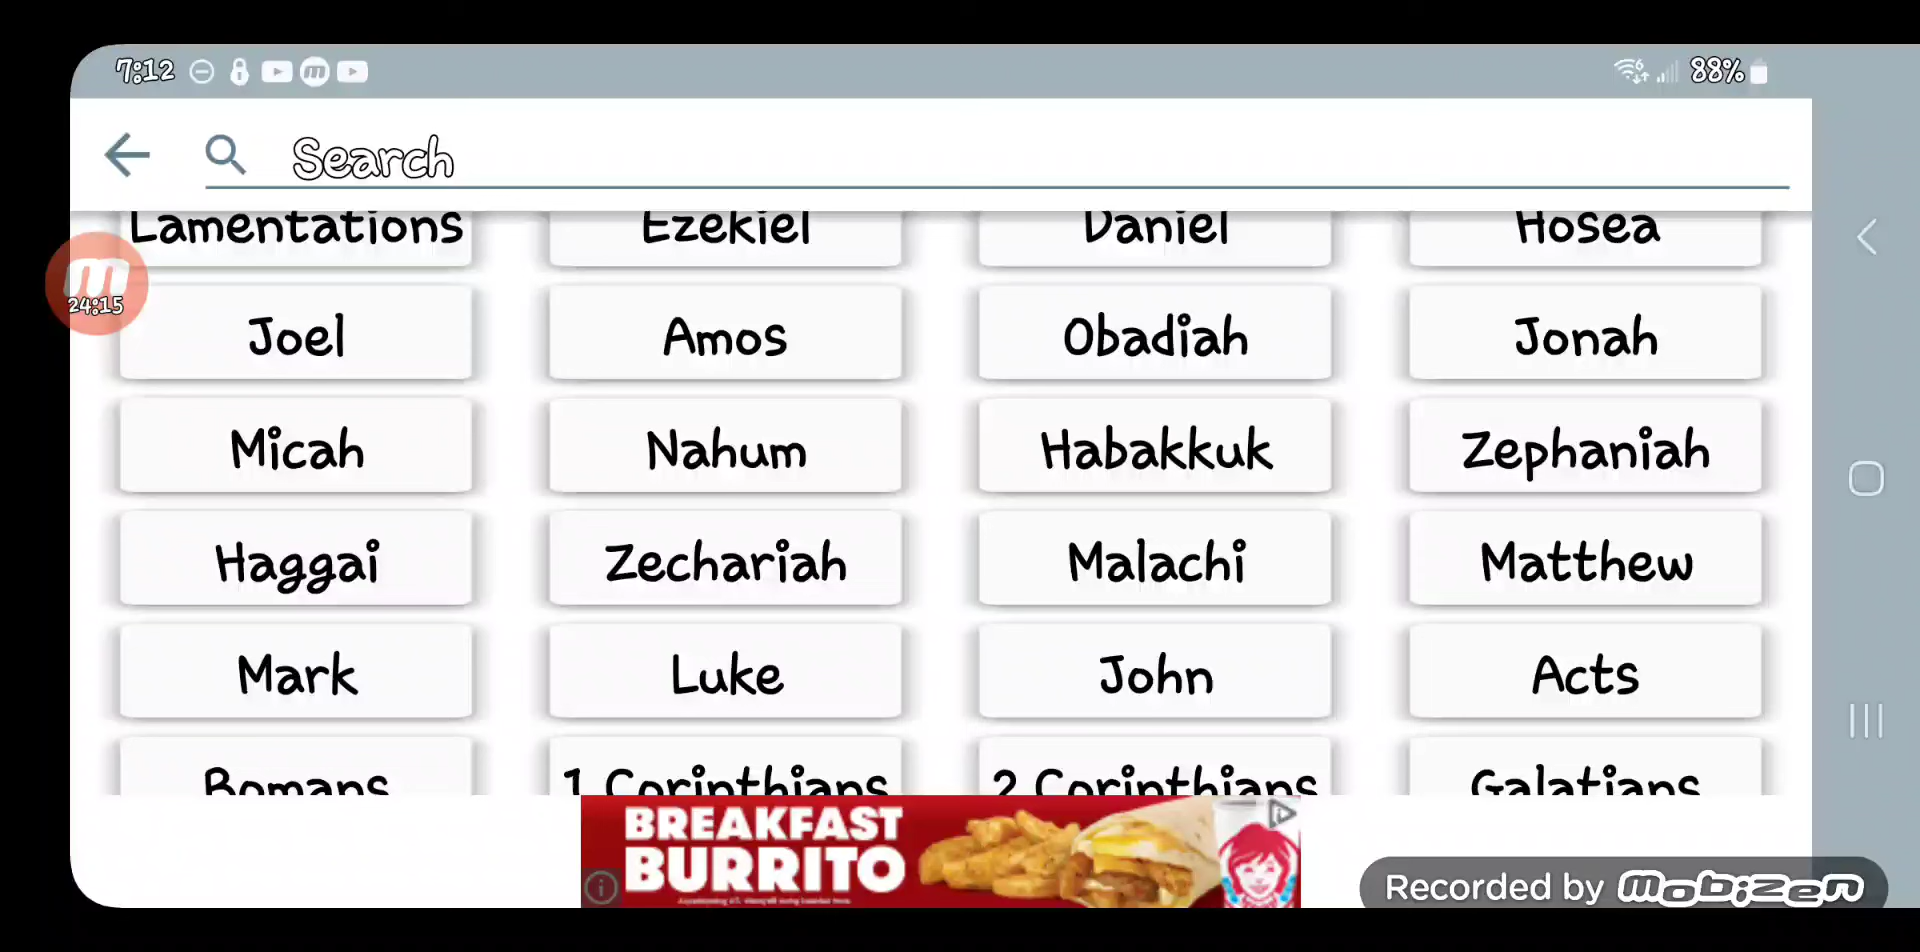 7:12
88%
Search
Lamentations Ezekiel Daniel Hosea
24:15
Joel Amos Obadiah Jonah
Micah Nahum Habakkuk Zephaniah
Haggai Zechariah Malachi Matthew
Mark Luke John Acts
Romans 1 Corinthians 2 Corinthians Galatians
BREAKFAST
BURRITO
Recorded by mobizen